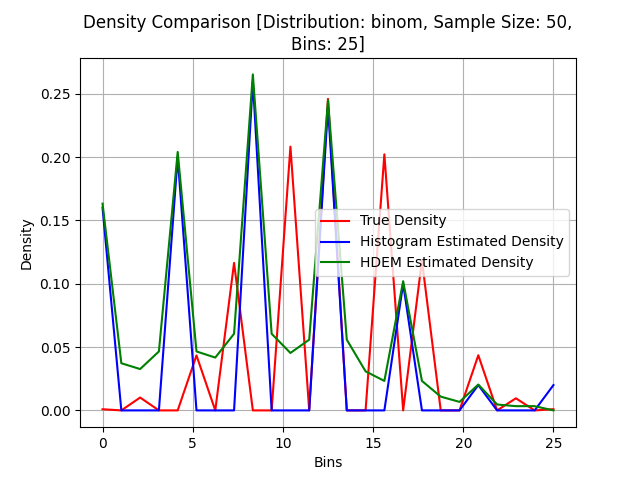 Density Comparison [Distribution: binom, Sample Size: 50,
Bins: 25]
Density
0.25
0.20
0.15
0.10
0.05
0.00
True Density
Histogram Estimated Density
HDEM Estimated Density
0 5 10 15 20 25
Bins